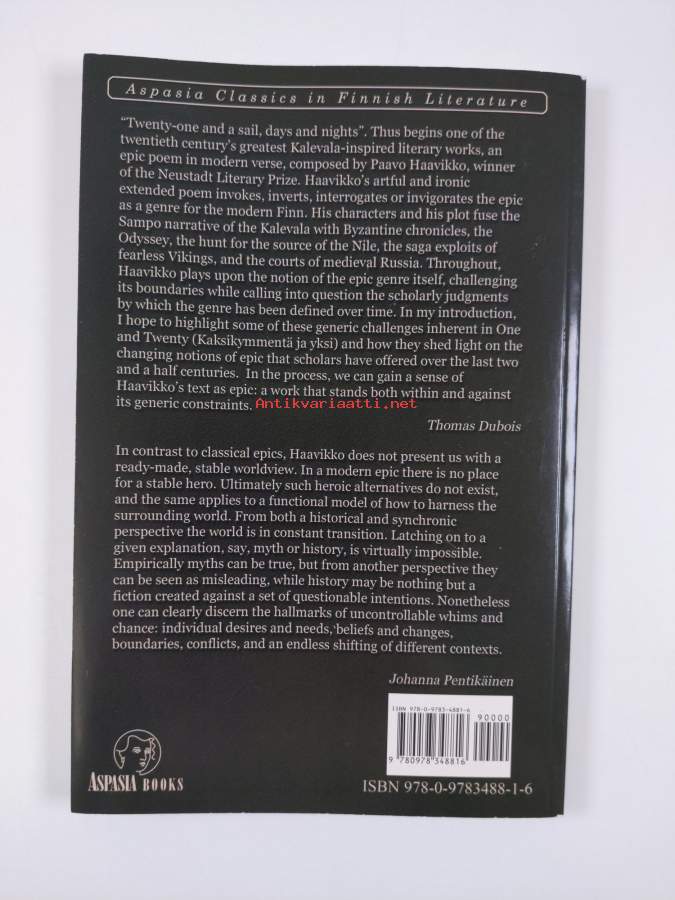 Aspasia Classics in Finnish Literature
"Twenty-one and a sail, days and nights". Thus begins one of the
twentieth century's greatest Kalevala-inspired literary works, an
epic poem in modern verse, composed by Paavo Haavikko, winner
of the Neustadt Literary Prize. Haavikko's artful and ironic
extended poem invokes, inverts, interrogates or invigorates the epic
as a genre for the modern Finn. His characters and his plot fuse the
Sampo narrative of the Kalevala with Byzantine chronicles, the
Odyssey, the hunt for the source of the Nile, the saga exploits of
fearless Vikings, and the courts of medieval Russia. Throughout,
Haavikko plays upon the notion of the epic genre itself, challenging
its boundaries while calling into question the scholarly judgments
by which the genre has been defined over time. In my introduction,
I hope to highlight some of these generic challenges inherent in One
and Twenty (Kaksikymmentä ja yksi) and how they shed light on the
changing notions of epic that scholars have offered over the last two
and a half centuries. In the process, we can gain a sense of
Haavikko's text as epic: a work that stands both within and against
its generic constraints.
Antikvariaatti.net
Thomas Dubois
In contrast to classical epics, Haavikko does not present us with a
ready-made, stable worldview. In a modern epic there is no place
for a stable hero. Ultimately such heroic alternatives do not exist,
and the same applies to a functional model of how to harness the
surrounding world. From both a historical and synchronic
perspective the world is in constant transition. Latching on to a
given explanation, say, myth or history, is virtually impossible.
Empirically myths can be true, but from another perspective they
can be seen as misleading, while history may be nothing but a
fiction created against a set of questionable intentions. Nonetheless
one can clearly discern the hallmarks of uncontrollable whims and
chance: individual desires and needs, beliefs and changes,
boundaries, conflicts, and an endless shifting of different contexts.
Johanna Pentikäinen
ISBN 978-0-9783-4881-6
90000
9 780978 348816
ASPASIA BOOKS
ISBN 978-0-9783488-1-6